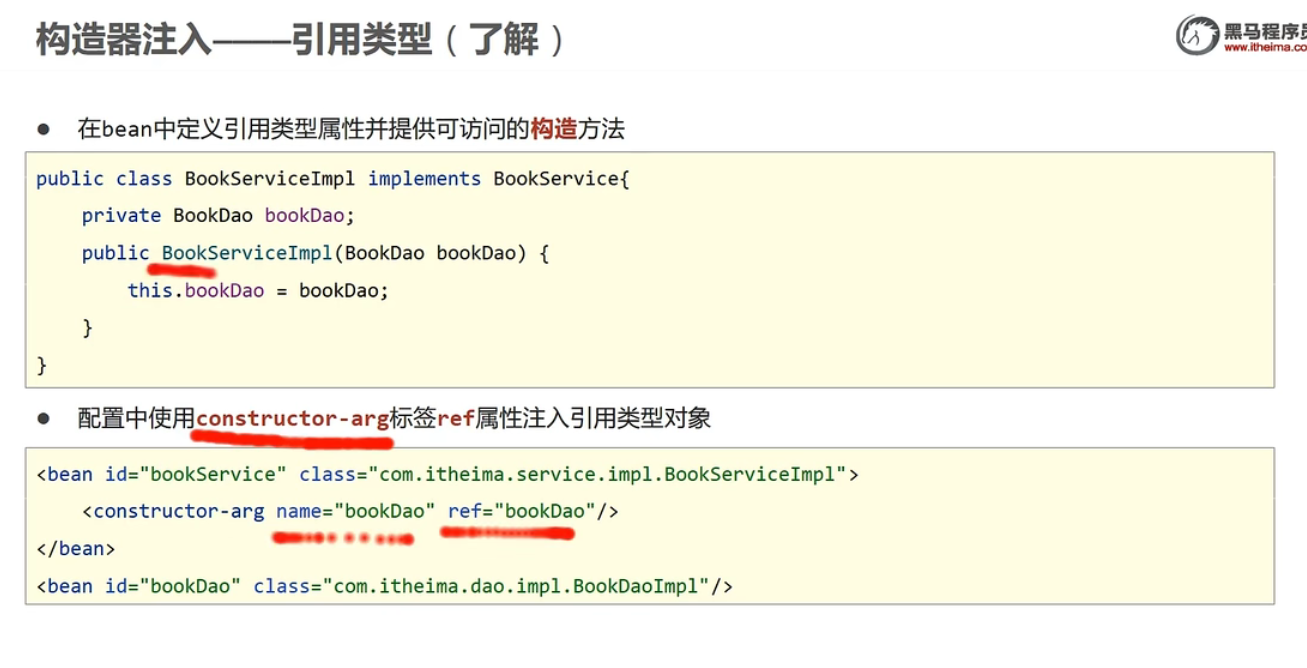 构造器注入———引用类型（了解）
黑马程序员
www.itheima.co
● 在bean中定义引用类型属性并提供可访问的构造方法
public class BookServiceImpl implements BookService{
    private BookDao bookDao;
    public BookServiceImpl(BookDao bookDao) {
        this.bookDao = bookDao;
    }
}
● 配置中使用constructor-arg标签ref属性注入引用类型对象
<bean id="bookService" class="com.itheima.service.impl.BookServiceImpl">
    <constructor-arg name="bookDao" ref="bookDao"/>
</bean>
<bean id="bookDao" class="com.itheima.dao.impl.BookDaoImpl"/>